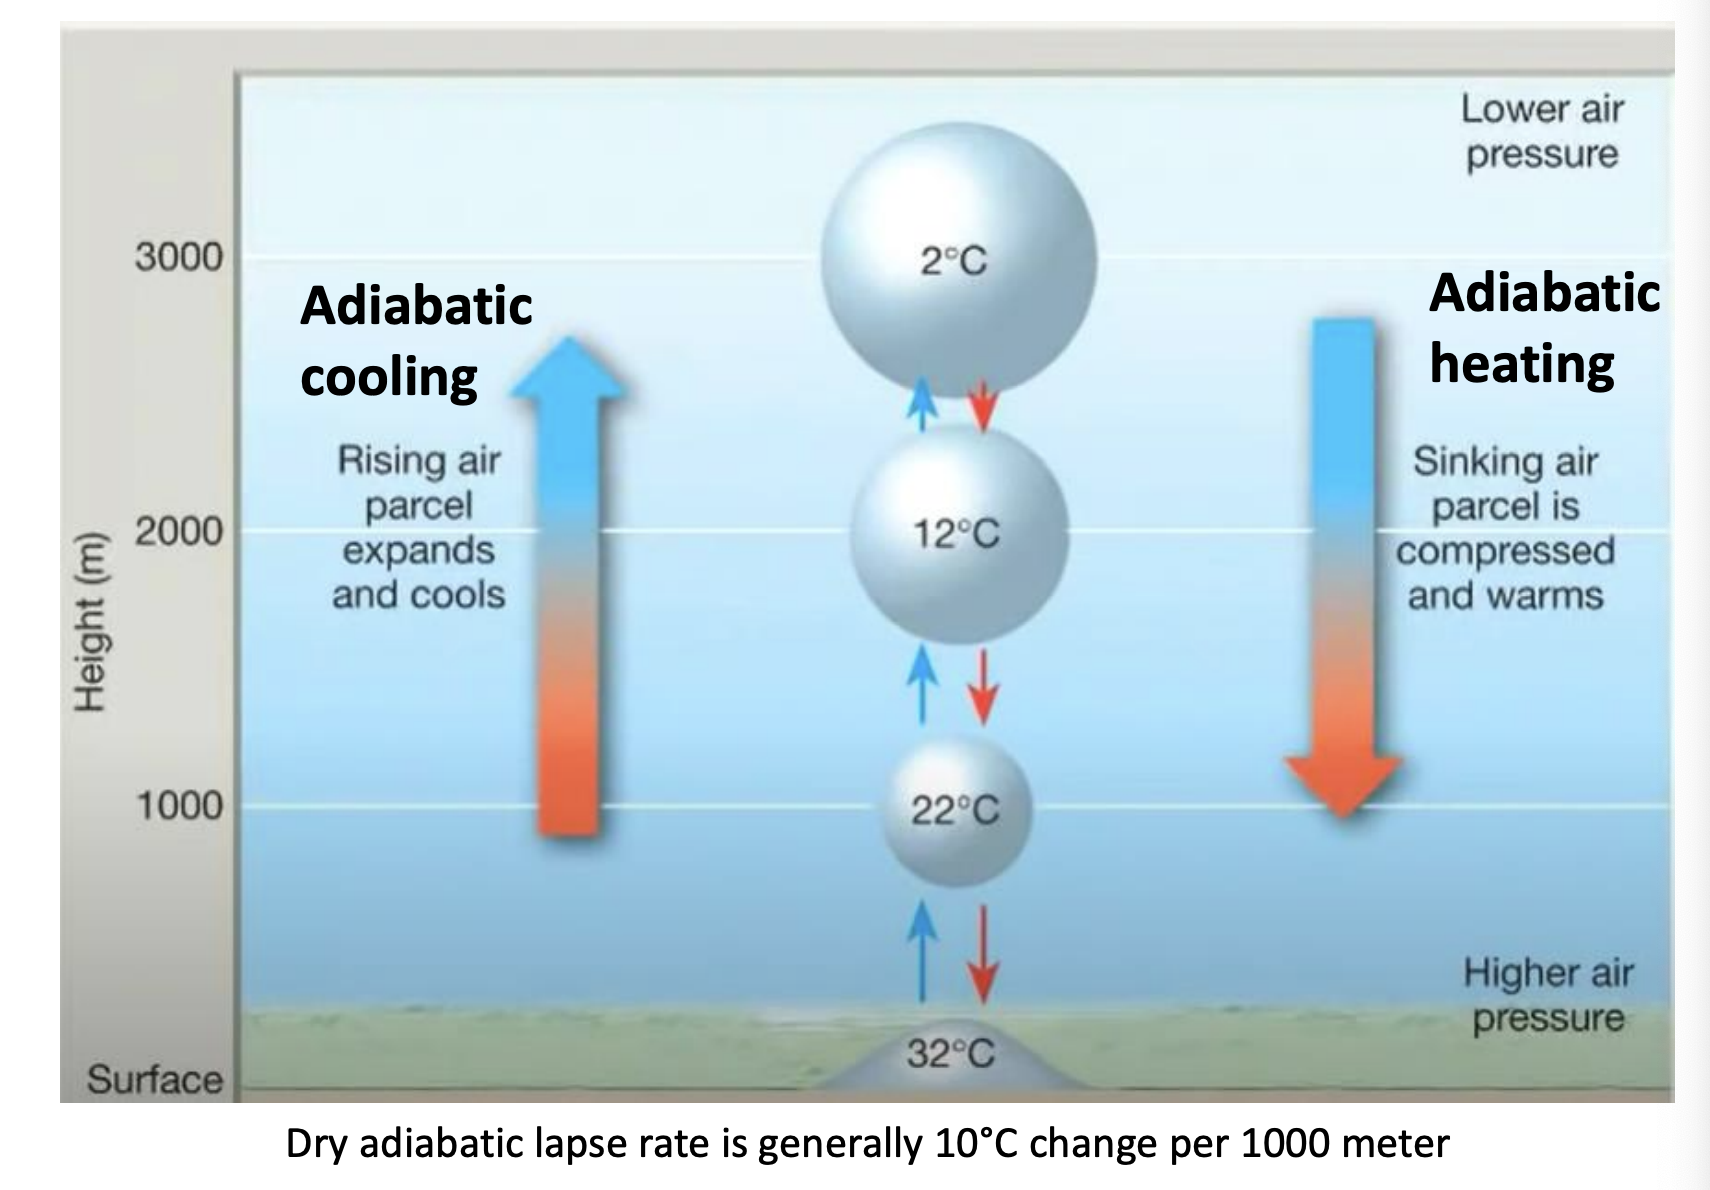 Lower air
pressure
3000
2°C
Adiabatic
cooling
Adiabatic
heating
Rising air
parcel
expands
and cools
Sinking air
parcel is
compressed
and warms
2000
12°C
Height (m)
1000
22°C
Higher air
pressure
32°C
Surface
Dry adiabatic lapse rate is generally 10°C change per 1000 meter